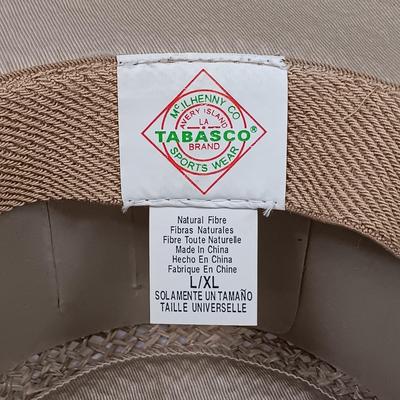 McILHENNY CO
AVERY ISLAND
LA
TABASCO®
BRAND
SPORTS WEAR
Natural Fibre
Fibras Naturales
Fibre Toute Naturelle
Made In China
Hecho En China
Fabrique En Chine
L/XL
SOLAMENTE UN TAMAÑO
TAILLE UNIVERSELLE